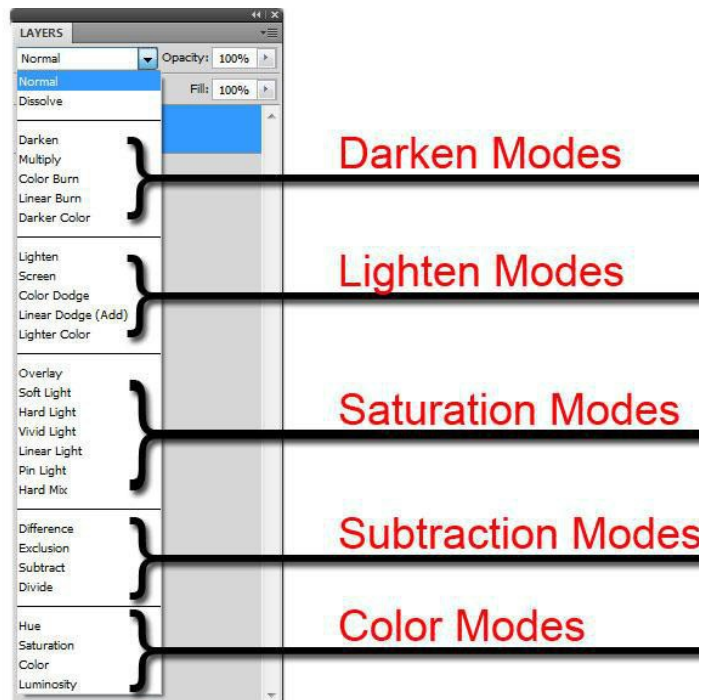 LAYERS
Normal Opacity: 100%
Normal Fill: 100%
Dissolve
Darken
Multiply
Color Burn
Linear Burn
Darker Color
Darken Modes
Lighten
Screen
Color Dodge
Linear Dodge (Add)
Lighter Color
Lighten Modes
Overlay
Soft Light
Hard Light
Vivid Light
Linear Light
Pin Light
Hard Mix
Saturation Modes
Difference
Exclusion
Subtract
Divide
Subtraction Modes
Hue
Saturation
Color
Luminosity
Color Modes